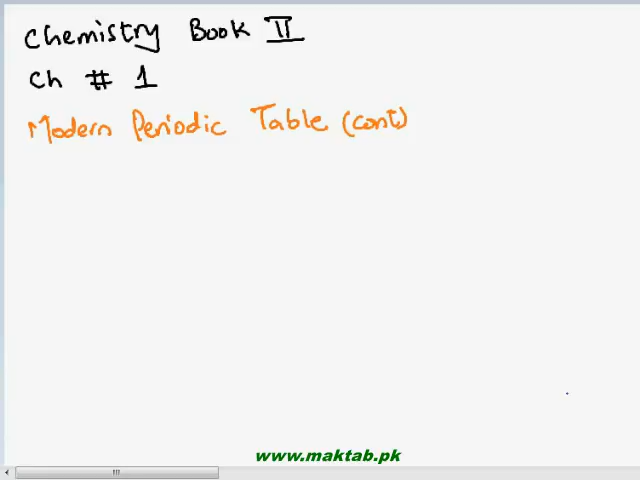 Chemistry Book II
Ch # 1
Modern Periodic Table (cont)
www.maktab.pk